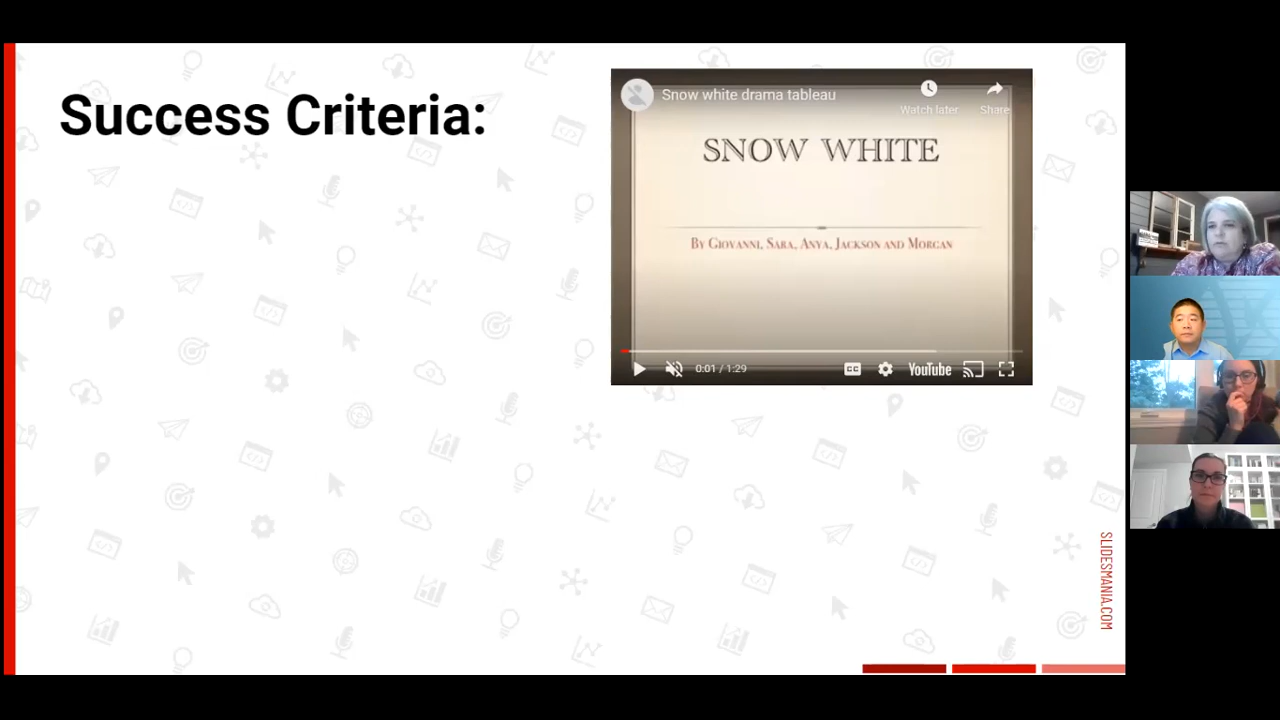 Success Criteria:
Snow white drama tableau
Watch later
Share
SNOW WHITE
By Giovanni, Sara, Anya, Jackson and Morgan
0:01 / 1:29
CC
YouTube
SLIDESMANIA.COM